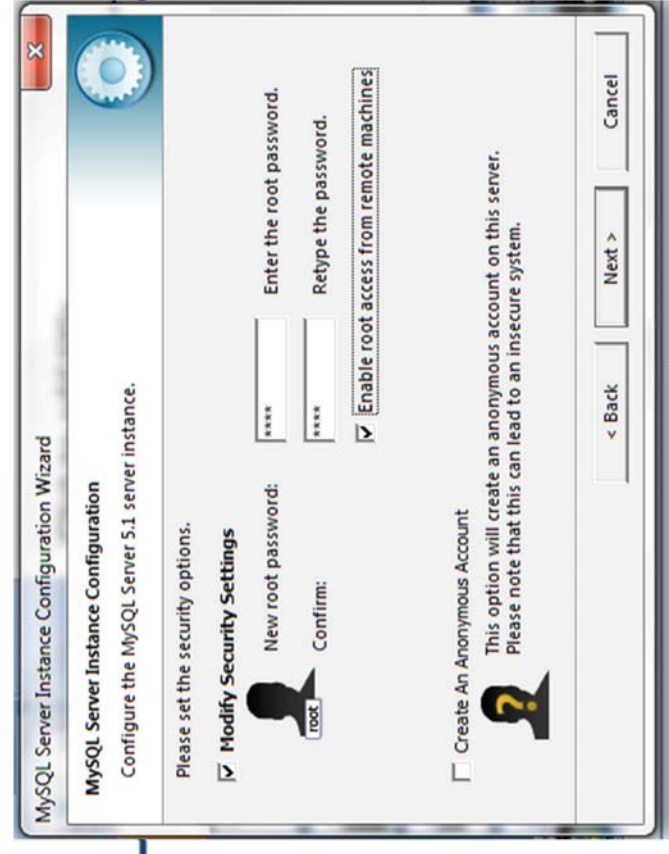 MySQL Server Instance Configuration Wizard
X
MySQL Server Instance Configuration
Configure the MySQL Server 5.1 server instance.
Please set the security options.
Modify Security Settings
New root password: **** Enter the root password.
root
Confirm: **** Retype the password.
Enable root access from remote machines
Create An Anonymous Account
?
This option will create an anonymous account on this server.
Please note that this can lead to an insecure system.
< Back Next > Cancel